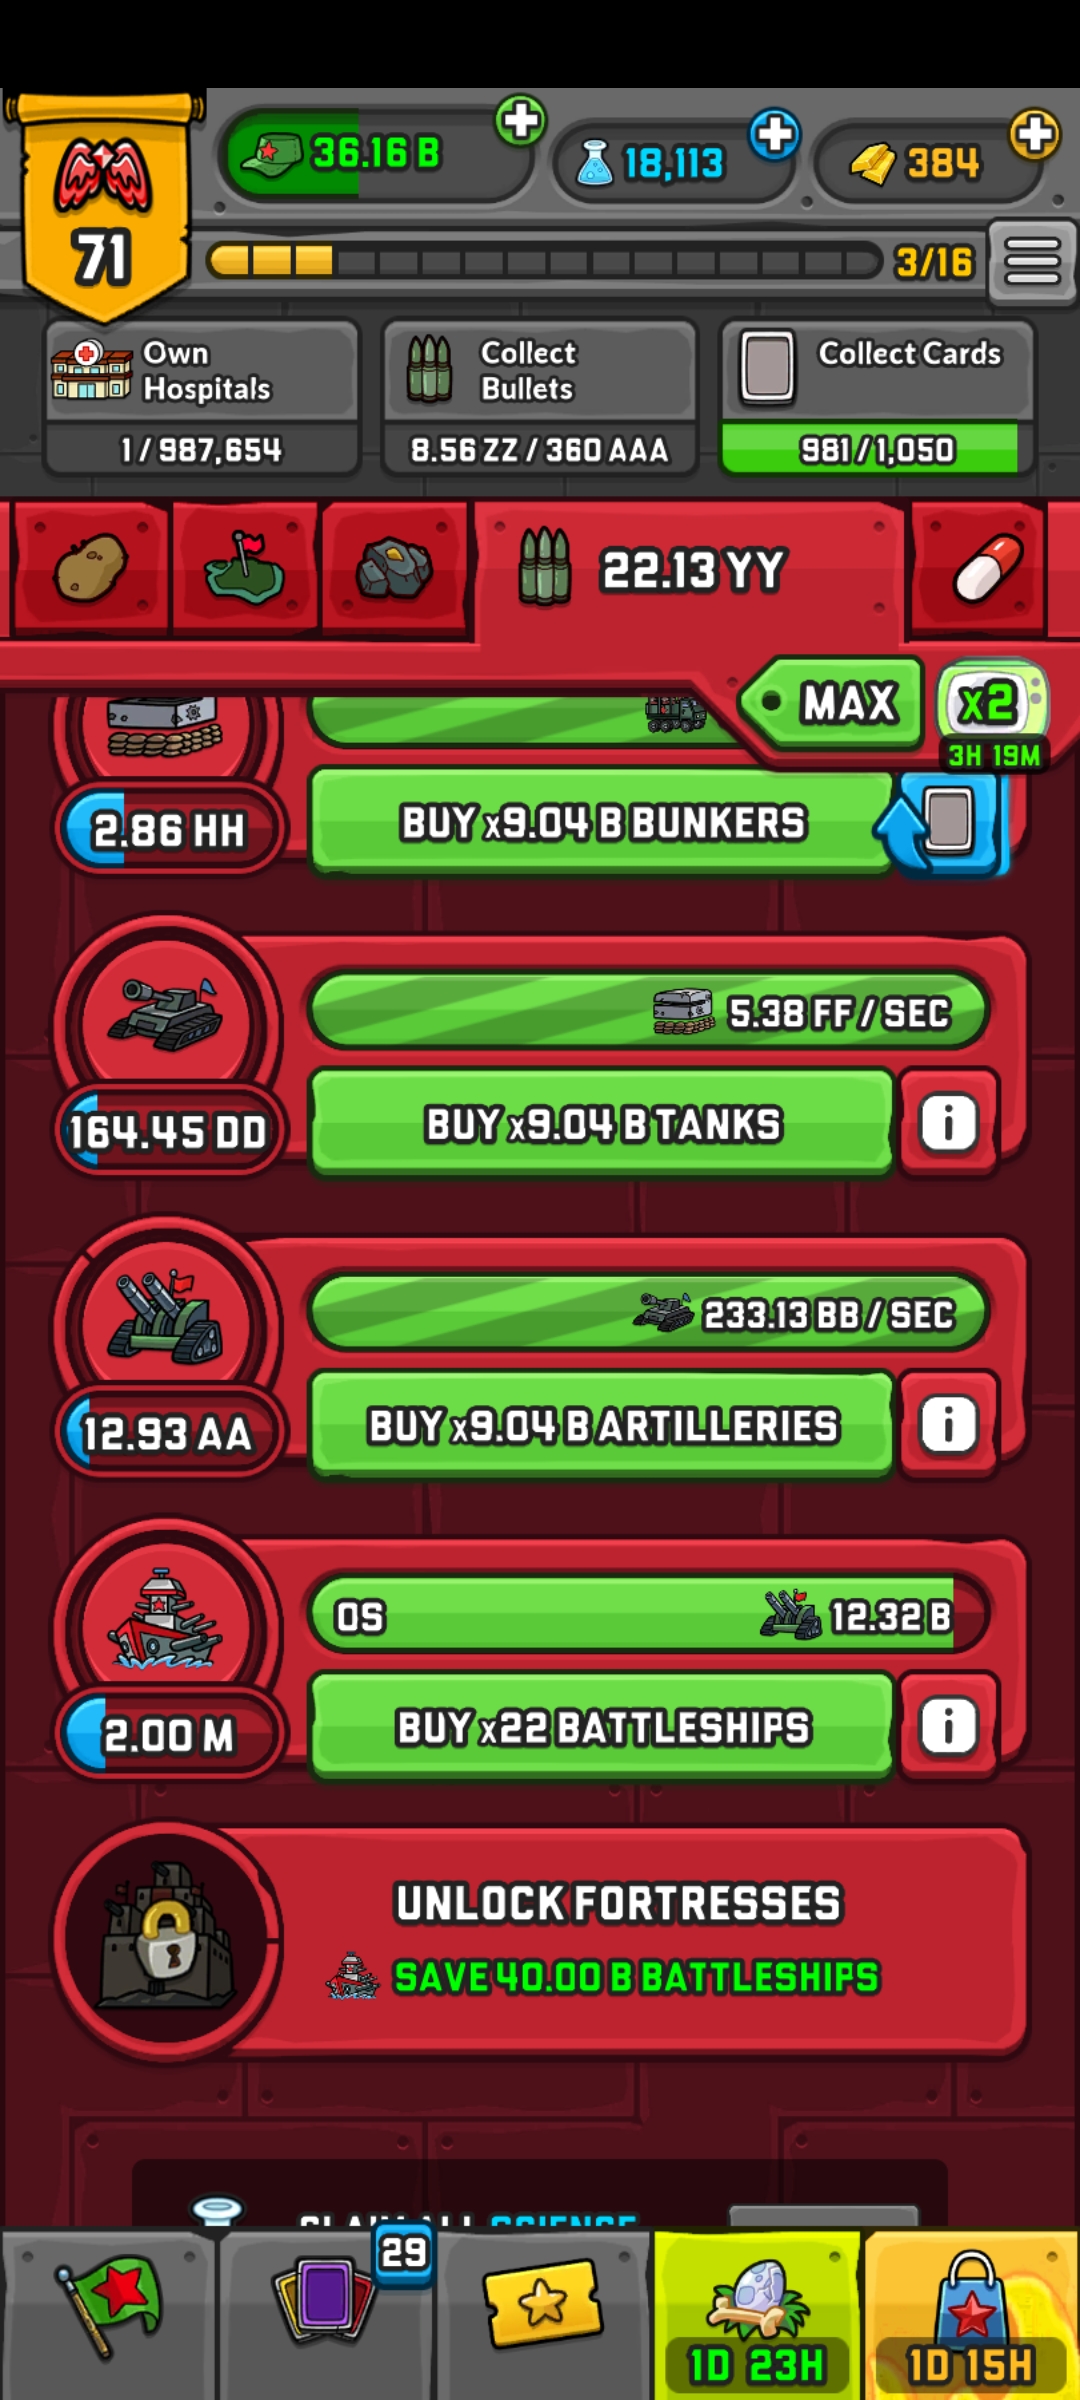 36.16 B
18,113
384
71
3/16
Own
Hospitals
1 / 987,654
Collect
Bullets
8.56 ZZ / 360 AAA
Collect Cards
981 / 1,050
22.13 YY
MAX
x2
3H 19M
2.86 HH
BUY x9.04 B BUNKERS
5.38 FF / SEC
164.45 DD
BUY x9.04 B TANKS
233.13 BB / SEC
12.93 AA
BUY x9.04 B ARTILLERIES
0S
12.32 B
2.00 M
BUY x22 BATTLESHIPS
UNLOCK FORTRESSES
SAVE 40.00 B BATTLESHIPS
CLAIM ALL SCIENCE
29
1D 23H
1D 15H